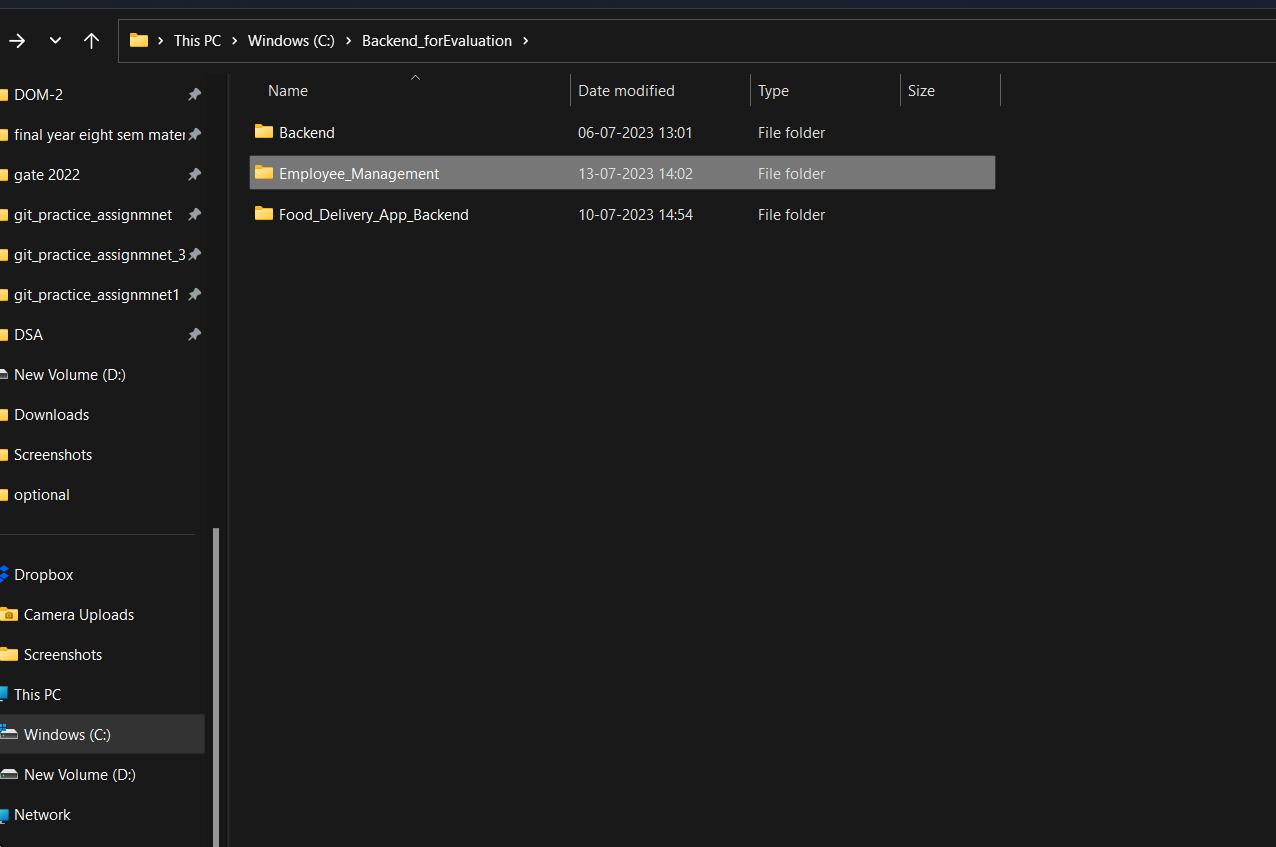 This PC > Windows (C:) > Backend_forEvaluation >
DOM-2
final year eight sem mater
gate 2022
git_practice_assignmnet
git_practice_assignmnet_3
git_practice_assignmnet1
DSA
New Volume (D:)
Downloads
Screenshots
optional
Dropbox
Camera Uploads
Screenshots
This PC
Windows (C:)
New Volume (D:)
Network
Name Date modified Type Size
Backend 06-07-2023 13:01 File folder
Employee_Management 13-07-2023 14:02 File folder
Food_Delivery_App_Backend 10-07-2023 14:54 File folder